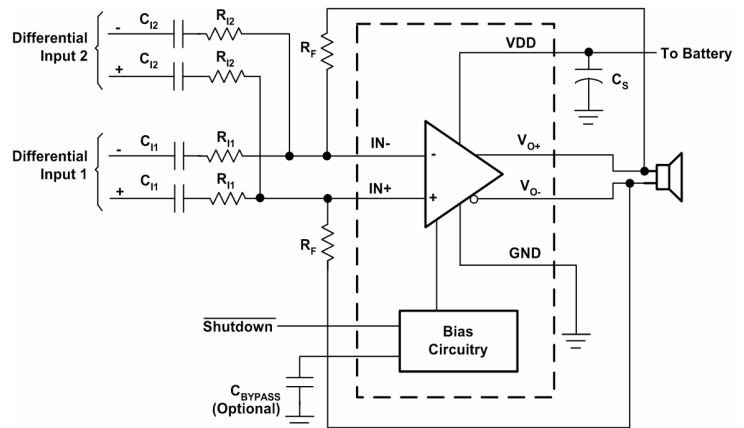 Differential
Input 2
-
C_I2
R_I2
+
C_I2
R_I2
Differential
Input 1
-
C_I1
R_I1
+
C_I1
R_I1
R_F
R_F
IN-
IN+
-
+
VDD
To Battery
C_S
V_O+
V_O-
GND
Bias
Circuitry
S̅h̅u̅t̅d̅o̅w̅n̅
C_BYPASS
(Optional)